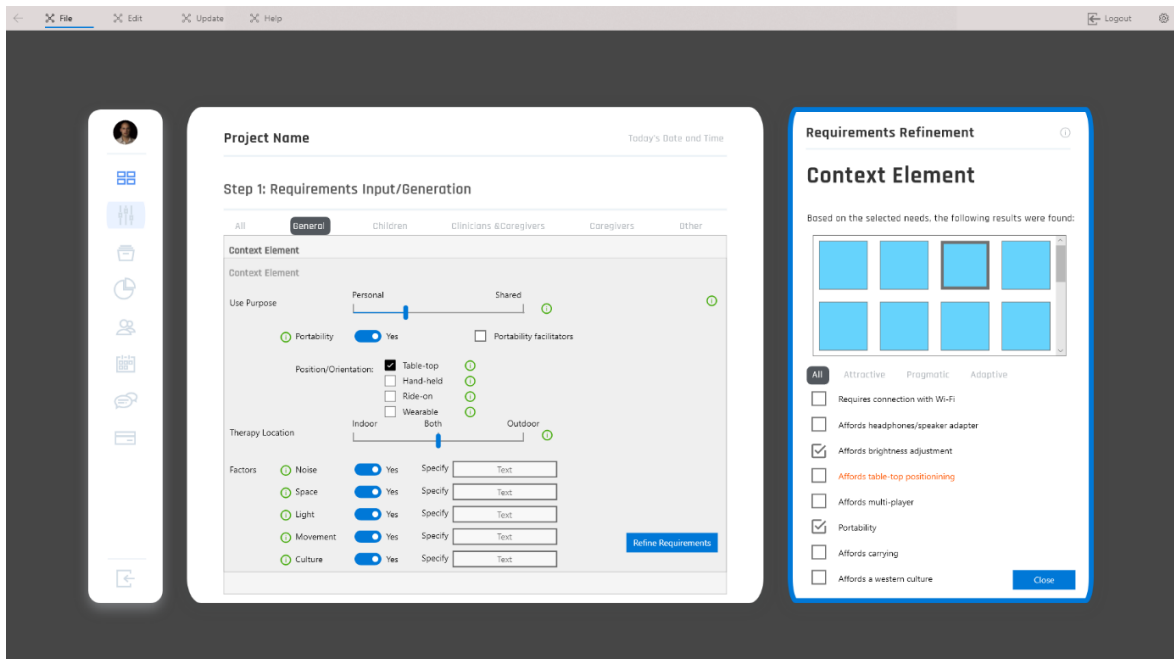 File Edit Update Help Logout
Project Name Today's Date and Time
Step 1: Requirements Input/Generation
All General Children Clinicians &Caregivers Caregivers Other
Context Element
Context Element
Personal Shared
Use Purpose
Portability Yes Portability facilitators
Position/Orientation: Table-top
Hand-held
Ride-on
Wearable
Indoor Both Outdoor
Therapy Location
Factors Noise Yes Specify Text
Space Yes Specify Text
Light Yes Specify Text
Movement Yes Specify Text
Culture Yes Specify Text
Refine Requirements
Requirements Refinement
Context Element
Based on the selected needs, the following results were found:
All Attractive Pragmatic Adaptive
Requires connection with Wi-Fi
Affords headphones/speaker adapter
Affords brightness adjustment
Affords table-top positionining
Affords multi-player
Portability
Affords carrying
Affords a western culture
Close